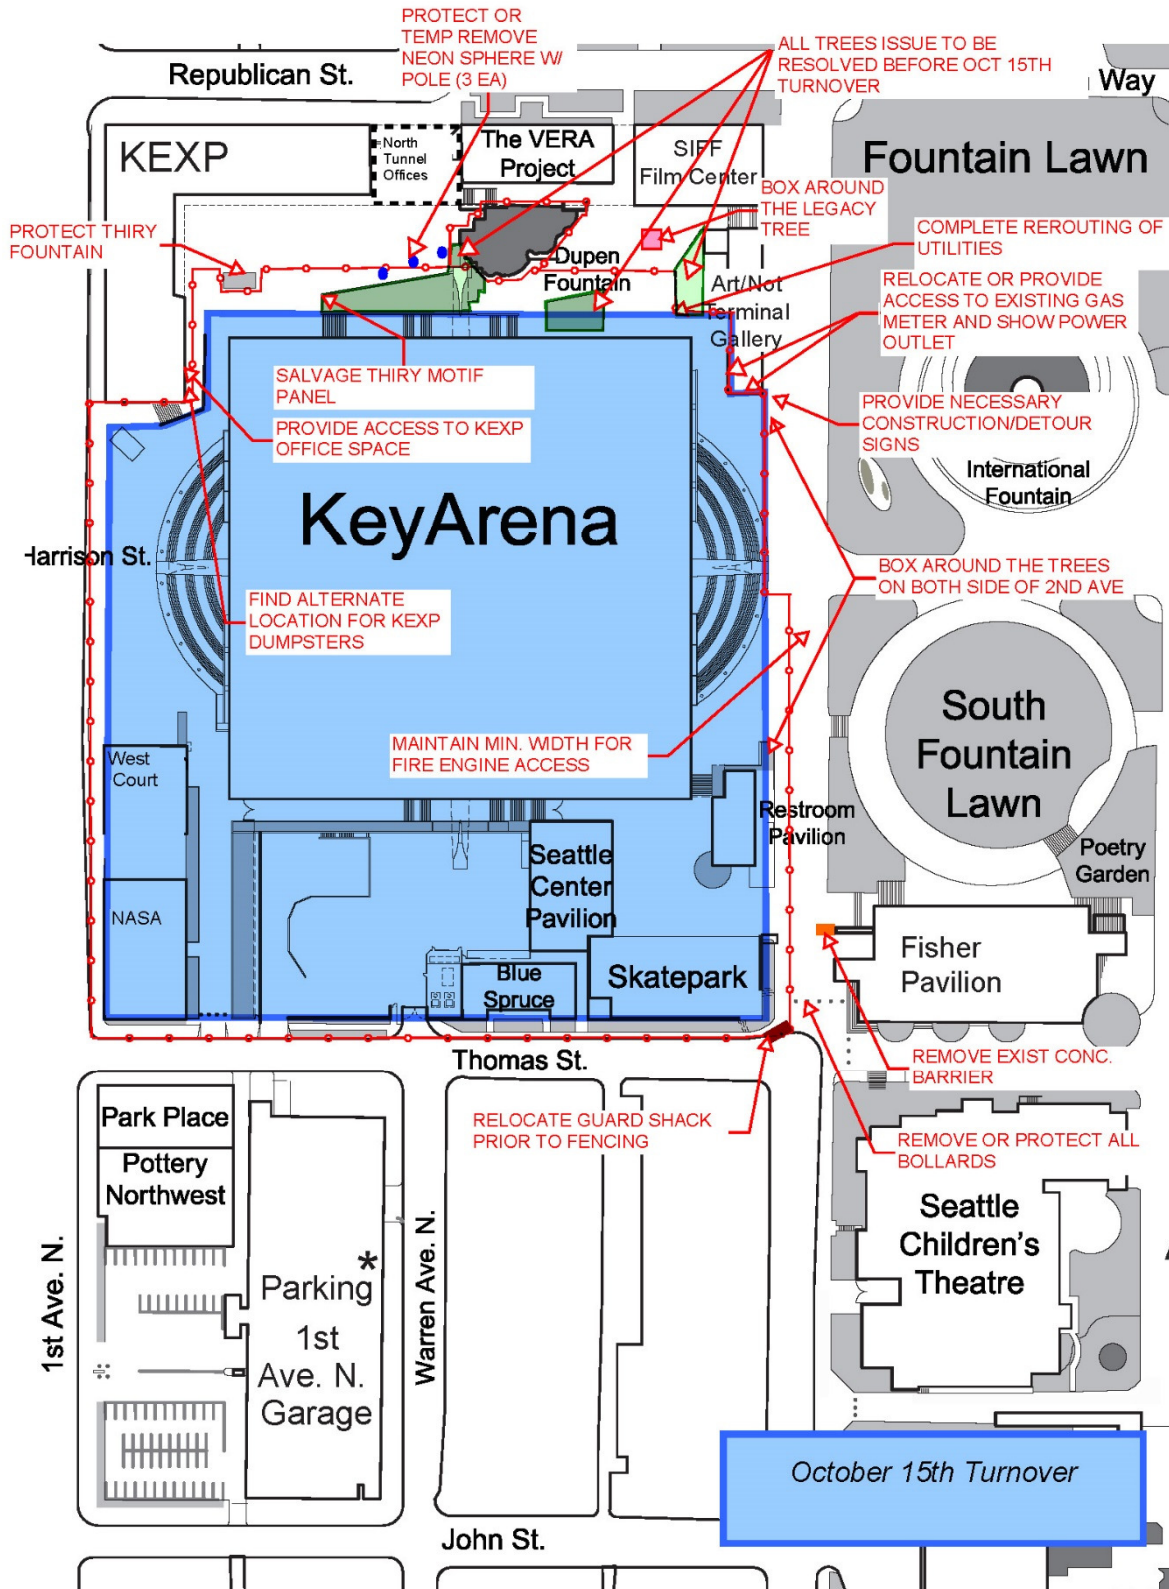 PROTECT OR
TEMP REMOVE
NEON SPHERE W/
POLE (3 EA)
ALL TREES ISSUE TO BE
RESOLVED BEFORE OCT 15TH
TURNOVER
Republican St.
Way
KEXP
North
Tunnel
Offices
The VERA
Project
SIFF
Film Center
Fountain Lawn
BOX AROUND
THE LEGACY
TREE
PROTECT THIRY
FOUNTAIN
COMPLETE REROUTING OF
UTILITIES
Dupen
Fountain
Art/Not
Terminal
Gallery
RELOCATE OR PROVIDE
ACCESS TO EXISTING GAS
METER AND SHOW POWER
OUTLET
SALVAGE THIRY MOTIF
PANEL
PROVIDE ACCESS TO KEXP
OFFICE SPACE
PROVIDE NECESSARY
CONSTRUCTION/DETOUR
SIGNS
International
Fountain
KeyArena
Harrison St.
BOX AROUND THE TREES
ON BOTH SIDE OF 2ND AVE
FIND ALTERNATE
LOCATION FOR KEXP
DUMPSTERS
South
Fountain
Lawn
MAINTAIN MIN. WIDTH FOR
FIRE ENGINE ACCESS
West
Court
Restroom
Pavilion
Poetry
Garden
Seattle
Center
Pavilion
NASA
Fisher
Pavilion
Blue
Spruce
Skatepark
Thomas St.
REMOVE EXIST CONC.
BARRIER
RELOCATE GUARD SHACK
PRIOR TO FENCING
REMOVE OR PROTECT ALL
BOLLARDS
Park Place
Pottery
Northwest
Seattle
Children's
Theatre
1st Ave. N.
*
Parking
1st
Ave. N.
Garage
Warren Ave. N.
October 15th Turnover
John St.